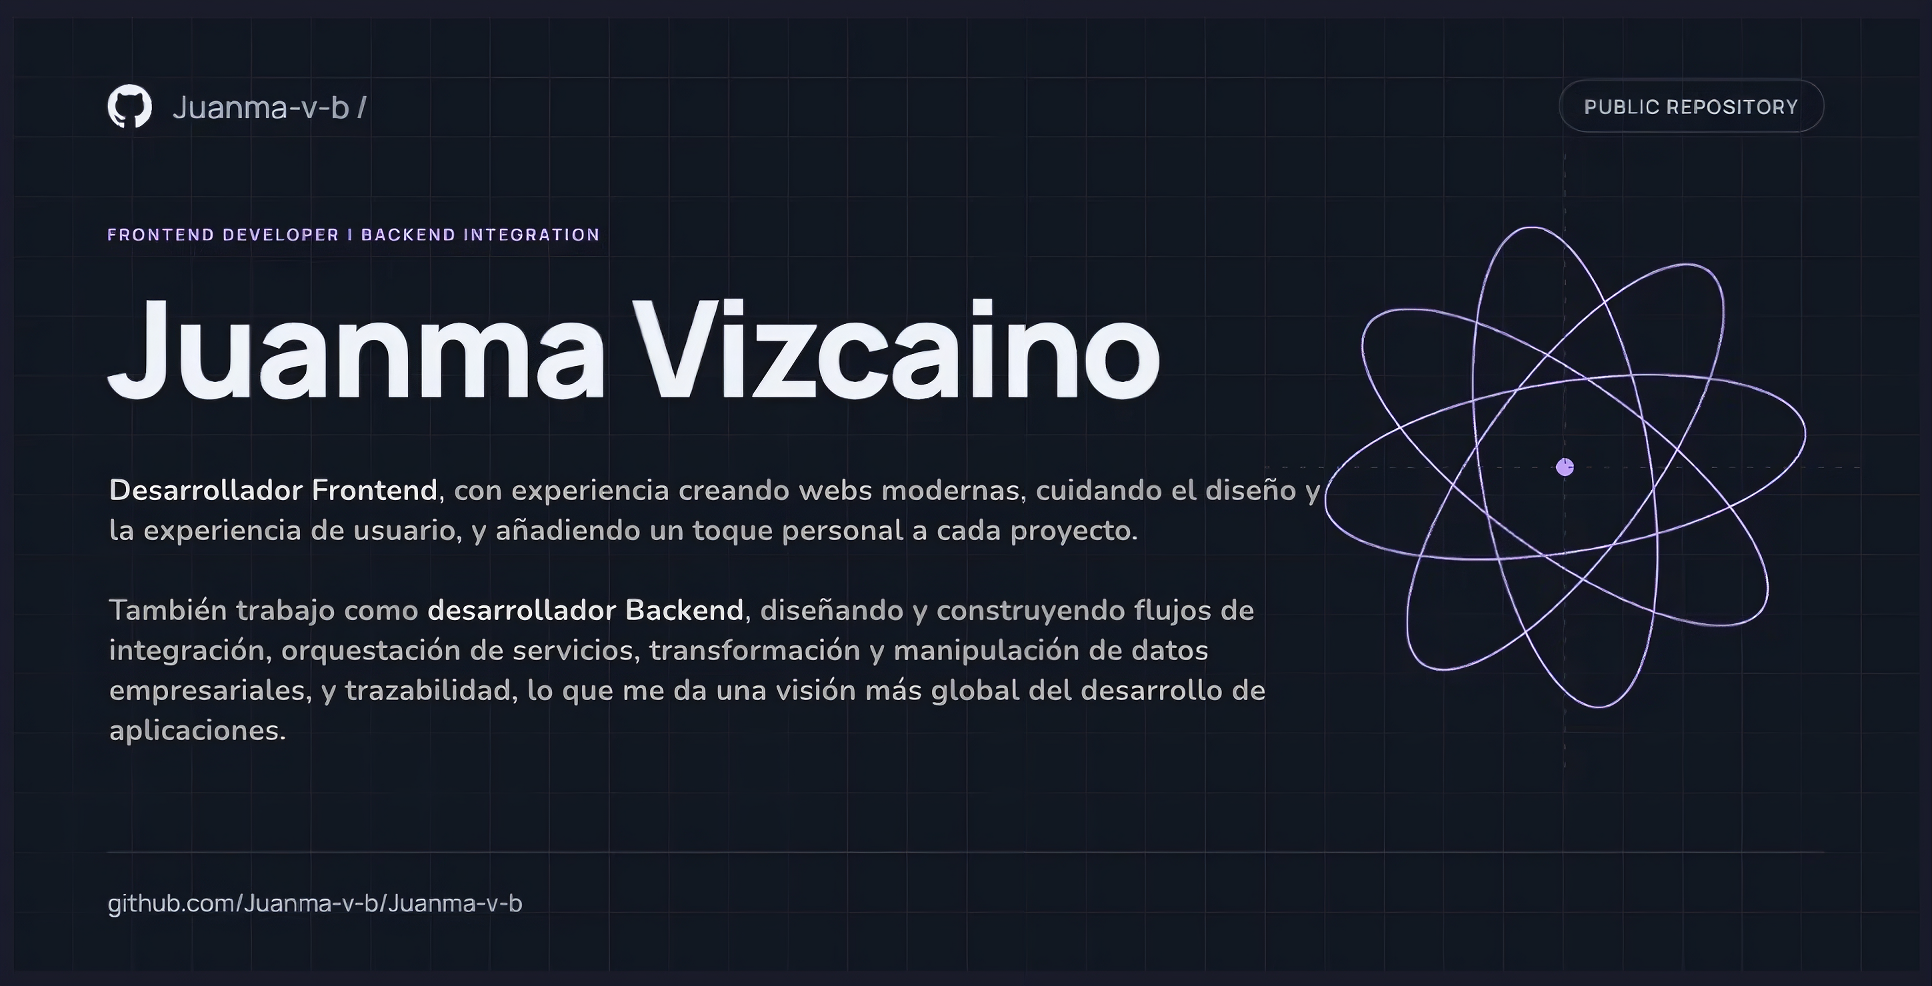 Juanma-v-b /
PUBLIC REPOSITORY
FRONTEND DEVELOPER | BACKEND INTEGRATION
Juanma Vizcaino
Desarrollador Frontend, con experiencia creando webs modernas, cuidando el diseño y
la experiencia de usuario, y añadiendo un toque personal a cada proyecto.
También trabajo como desarrollador Backend, diseñando y construyendo flujos de
integración, orquestación de servicios, transformación y manipulación de datos
empresariales, y trazabilidad, lo que me da una visión más global del desarrollo de
aplicaciones.
github.com/Juanma-v-b/Juanma-v-b